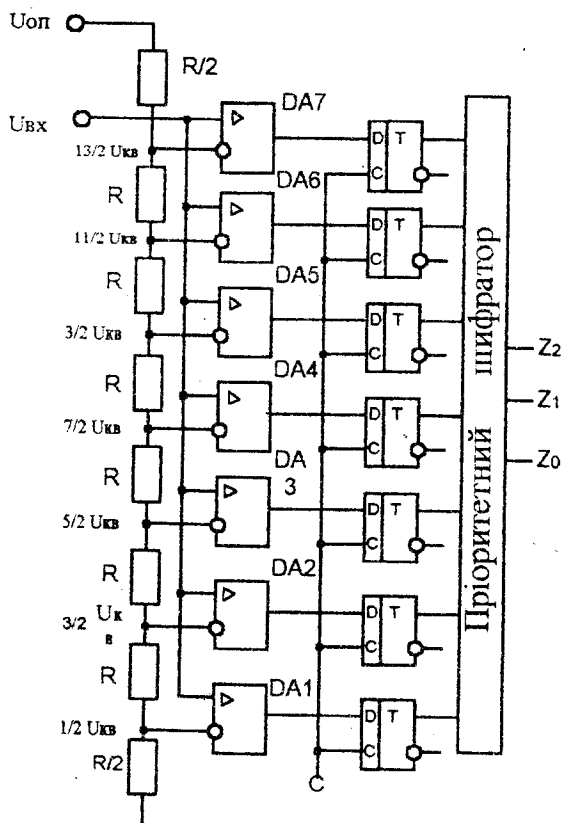 Uоп
R/2
DA7
Uвх
D T
13/2 Uкв
C
DA6
R
D T
11/2 Uкв
C
DA5
R
D T
3/2 Uкв
C
Z2
DA4
R
D T
Z1
7/2 Uкв
C
Z0
DA
3
R
D T
5/2 Uкв
C
DA2
R
D T
3/2 Uк
в
C
DA1
R
D T
1/2 Uкв
C
R/2
C
Пріоритетний шифратор